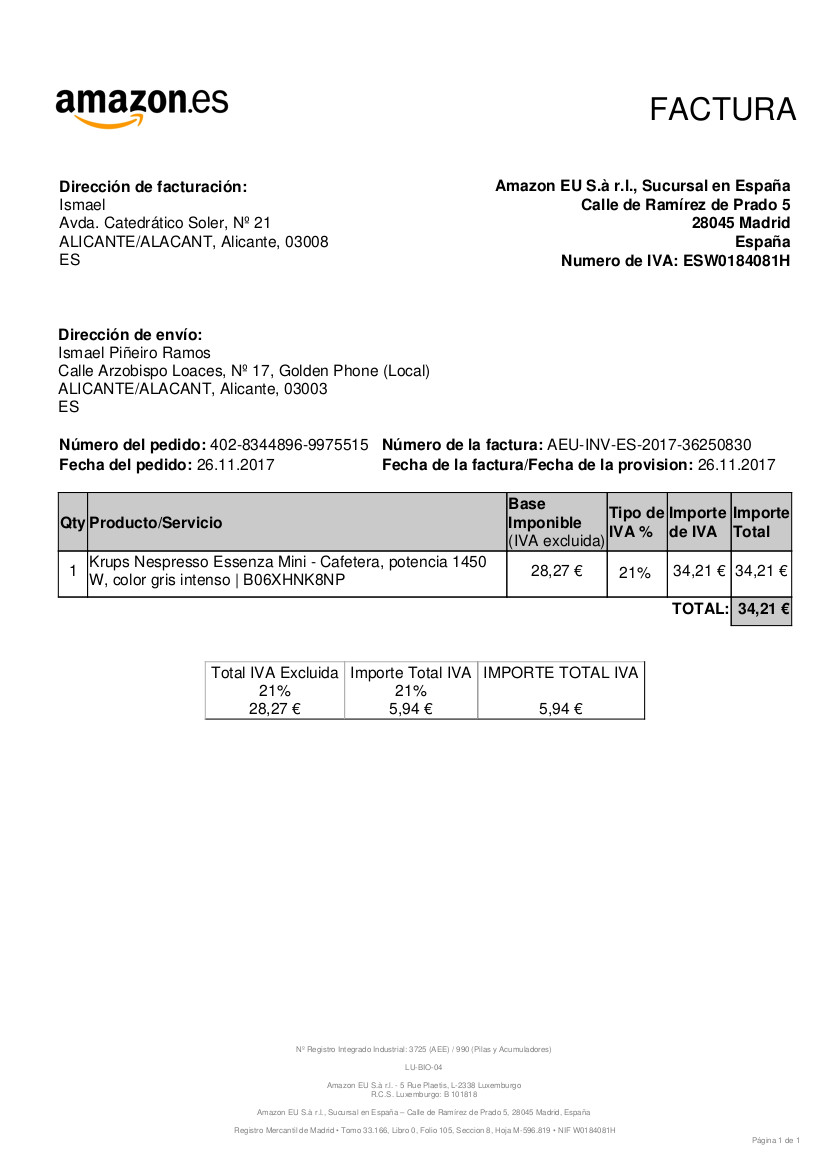 amazon.es
FACTURA
Dirección de facturación:
Ismael
Avda. Catedrático Soler, Nº 21
ALICANTE/ALACANT, Alicante, 03008
ES
Amazon EU S.à r.l., Sucursal en España
Calle de Ramírez de Prado 5
28045 Madrid
España
Numero de IVA: ESW0184081H
Dirección de envío:
Ismael Piñeiro Ramos
Calle Arzobispo Loaces, Nº 17, Golden Phone (Local)
ALICANTE/ALACANT, Alicante, 03003
ES
Número del pedido: 402-8344896-9975515 Número de la factura: AEU-INV-ES-2017-36250830
Fecha del pedido: 26.11.2017 Fecha de la factura/Fecha de la provision: 26.11.2017
Qty Producto/Servicio Base Imponible (IVA excluida) Tipo de IVA % Importe de IVA Importe Total
1 Krups Nespresso Essenza Mini - Cafetera, potencia 1450 28,27 € 21% 34,21 € 34,21 €
W, color gris intenso | B06XHNK8NP
TOTAL: 34,21 €
Total IVA Excluida Importe Total IVA IMPORTE TOTAL IVA
21% 21%
28,27 € 5,94 € 5,94 €
Nº Registro Integrado Industrial: 3725 (AEE) / 990 (Pilas y Acumuladores)
LU-BIO-04
Amazon EU S.à r.l. - 5 Rue Plaetis, L-2338 Luxemburgo
R.C.S. Luxemburgo: B 101818
Amazon EU S.à r.l., Sucursal en España – Calle de Ramírez de Prado 5, 28045 Madrid, España
Registro Mercantil de Madrid • Tomo 33.166, Libro 0, Folio 105, Seccion 8, Hoja M-596.819 • NIF W0184081H
Página 1 de 1